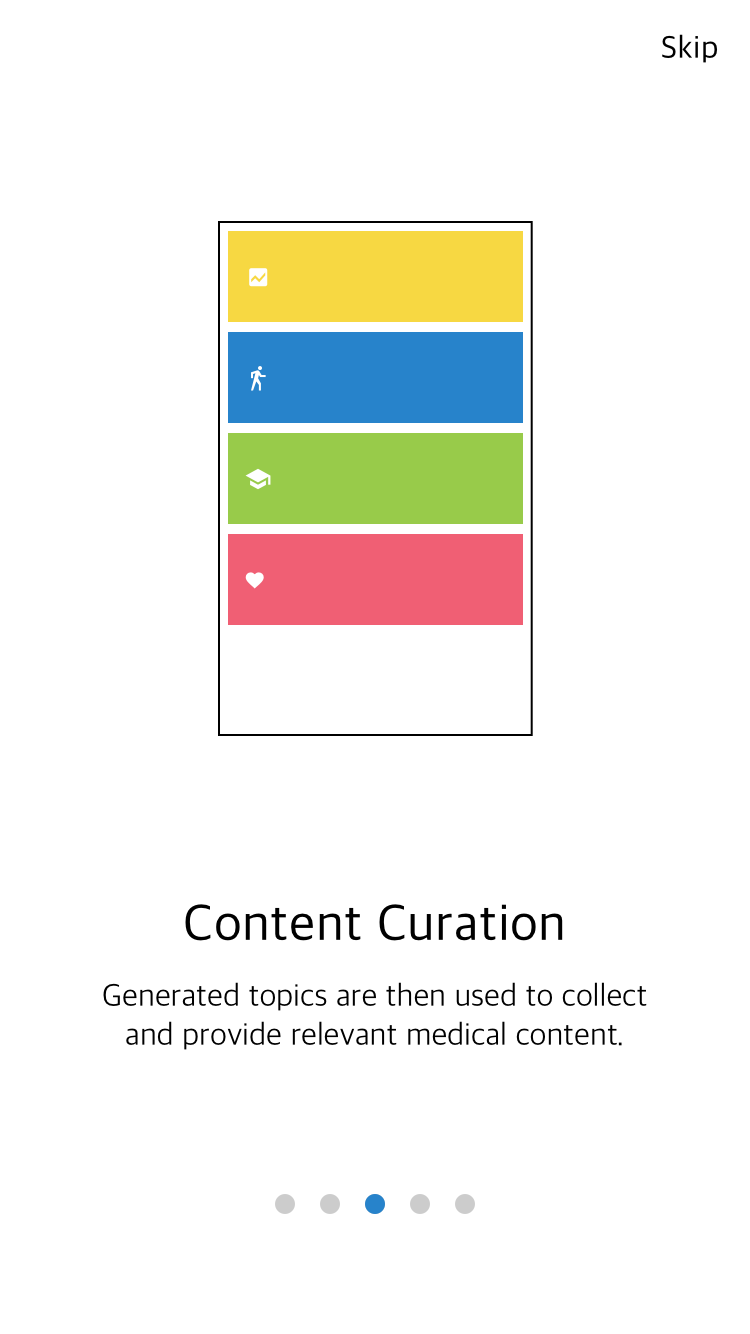 Skip
Content Curation
Generated topics are then used to collect
and provide relevant medical content.